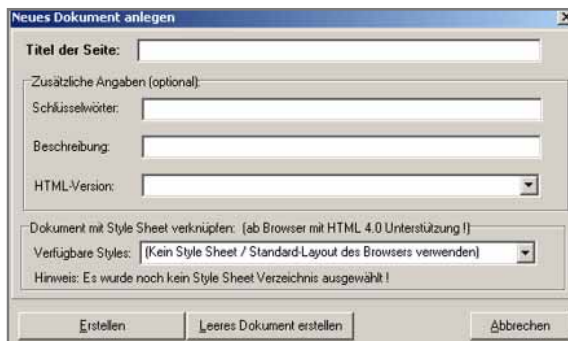 Neues Dokument anlegen
Titel der Seite:
Zusätzliche Angaben (optional):
Schlüsselwörter:
Beschreibung:
HTML-Version:
Dokument mit Style Sheet verknüpfen: (ab Browser mit HTML 4.0 Unterstützung !)
Verfügbare Styles: (Kein Style Sheet / Standard-Layout des Browsers verwenden)
Hinweis: Es wurde noch kein Style Sheet Verzeichnis ausgewählt !
Erstellen Leeres Dokument erstellen Abbrechen